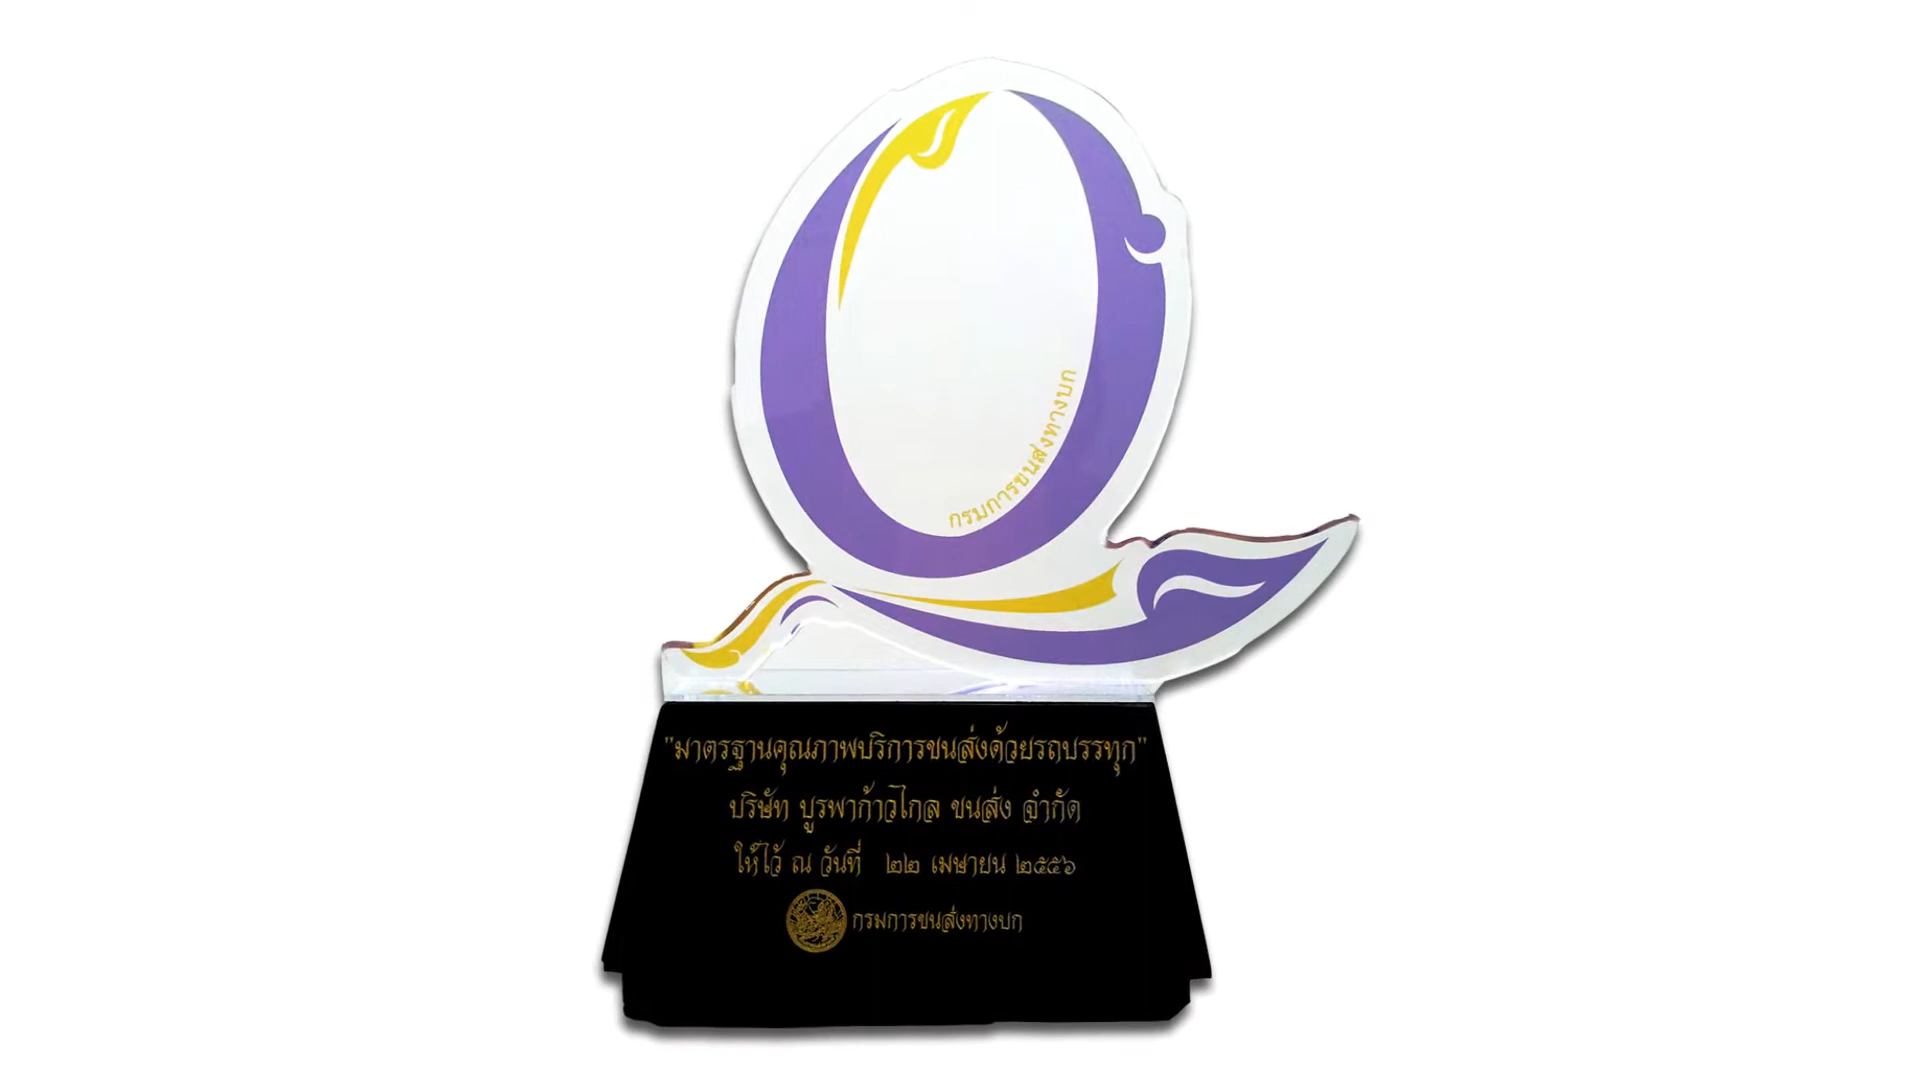 กรมการขนส่งทางบก
"มาตรฐานคุณภาพบริการขนส่งด้วยรถบรรทุก"
บริษัท บูรพาก้าวไกล ขนส่ง จำกัด
ให้ไว้ ณ วันที่ ๒๒ เมษายน ๒๕๕๖
กรมการขนส่งทางบก